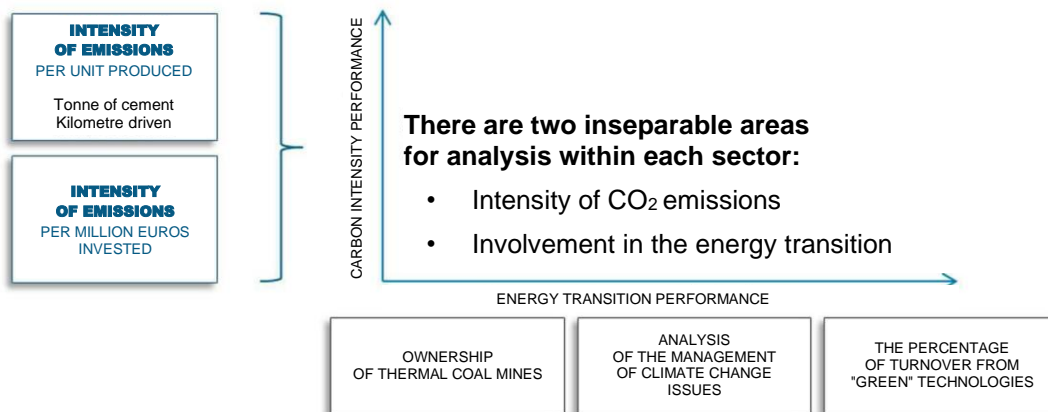 INTENSITY
OF EMISSIONS
PER UNIT PRODUCED
Tonne of cement
Kilometre driven
INTENSITY
OF EMISSIONS
PER MILLION EUROS
INVESTED
CARBON INTENSITY PERFORMANCE
There are two inseparable areas
for analysis within each sector:
• Intensity of CO₂ emissions
• Involvement in the energy transition
ENERGY TRANSITION PERFORMANCE
OWNERSHIP
OF THERMAL COAL MINES
ANALYSIS
OF THE MANAGEMENT
OF CLIMATE CHANGE
ISSUES
THE PERCENTAGE
OF TURNOVER FROM
"GREEN" TECHNOLOGIES